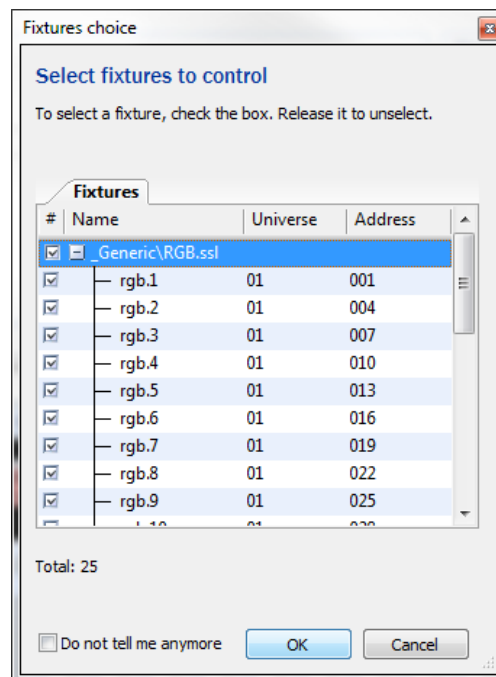 Fixtures choice
Select fixtures to control
To select a fixture, check the box. Release it to unselect.
Fixtures
# Name Universe Address
_Generic\RGB.ssl
rgb.1 01 001
rgb.2 01 004
rgb.3 01 007
rgb.4 01 010
rgb.5 01 013
rgb.6 01 016
rgb.7 01 019
rgb.8 01 022
rgb.9 01 025
Total: 25
Do not tell me anymore OK Cancel